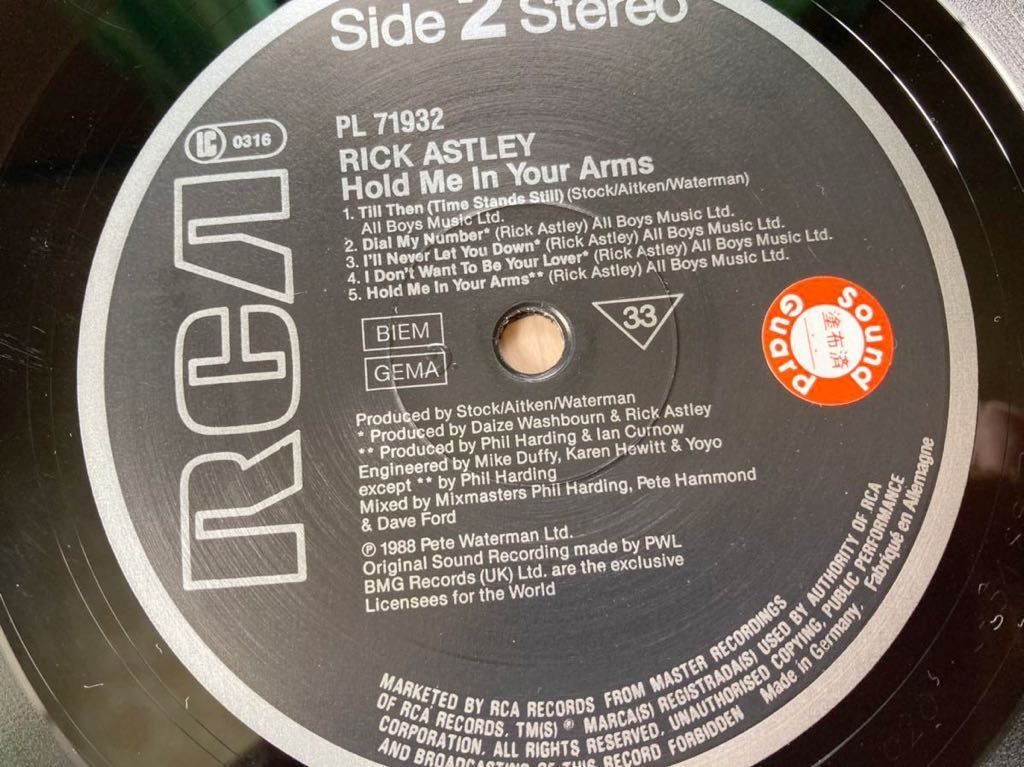 Side 2 Stereo
LC 0316
RCA
PL 71932
RICK ASTLEY
Hold Me In Your Arms
1. Till Then (Time Stands Still) (Stock/Aitken/Waterman)
All Boys Music Ltd.
2. Dial My Number* (Rick Astley) All Boys Music Ltd.
3. I'll Never Let You Down* (Rick Astley) All Boys Music Ltd.
4. I Don't Want To Be Your Lover* (Rick Astley) All Boys Music Ltd.
5. Hold Me In Your Arms** (Rick Astley) All Boys Music Ltd.
BIEM
GEMA
33
Sound
Guard
塗布済
Produced by Stock/Aitken/Waterman
* Produced by Daize Washbourn & Rick Astley
** Produced by Phil Harding & Ian Curnow
Engineered by Mike Duffy, Karen Hewitt & Yoyo
except ** by Phil Harding
Mixed by Mixmasters Phil Harding, Pete Hammond
& Dave Ford
℗ 1988 Pete Waterman Ltd.
Original Sound Recording made by PWL
BMG Records (UK) Ltd. are the exclusive
Licensees for the World
MARKETED BY RCA RECORDS FROM MASTER RECORDINGS
OF RCA RECORDS. TM(S) ® MARCA(S) REGISTRADA(S) USED BY AUTHORITY OF RCA
CORPORATION. ALL RIGHTS RESERVED. UNAUTHORISED COPYING, PUBLIC PERFORMANCE
AND BROADCASTING OF THIS RECORD FORBIDDEN Made in Germany. Fabriqué en Allemagne